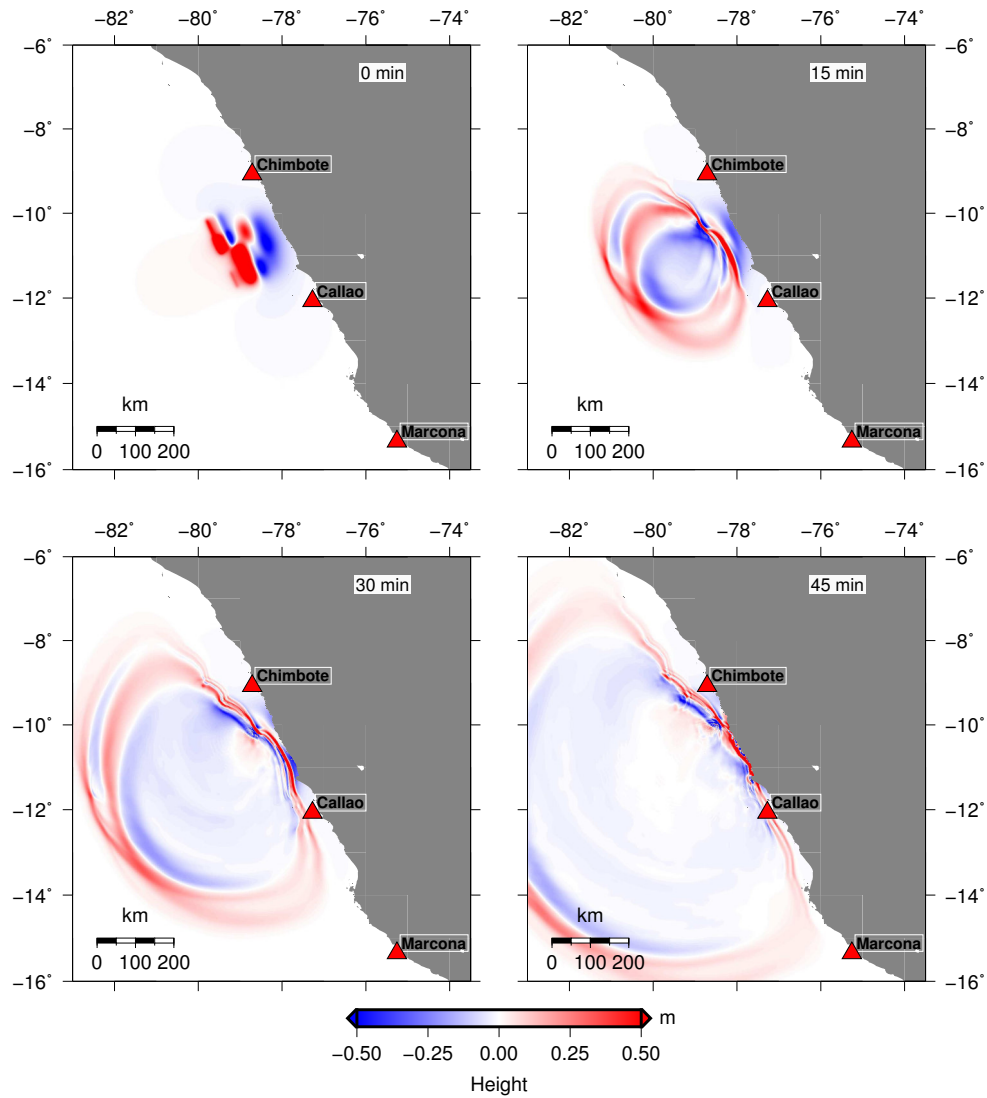 −82˚ −80˚ −78˚ −76˚ −74˚
−82˚ −80˚ −78˚ −76˚ −74˚
−6˚
−8˚
−10˚
−12˚
−14˚
−16˚
0 min
Chimbote
Callao
Marcona
km
0 100 200
15 min
Chimbote
Callao
Marcona
km
0 100 200
−6˚
−8˚
−10˚
−12˚
−14˚
−16˚
−82˚ −80˚ −78˚ −76˚ −74˚
−82˚ −80˚ −78˚ −76˚ −74˚
−6˚
−8˚
−10˚
−12˚
−14˚
−16˚
30 min
Chimbote
Callao
Marcona
km
0 100 200
45 min
Chimbote
Callao
Marcona
km
0 100 200
−6˚
−8˚
−10˚
−12˚
−14˚
−16˚
m
−0.50 −0.25 0.00 0.25 0.50
Height